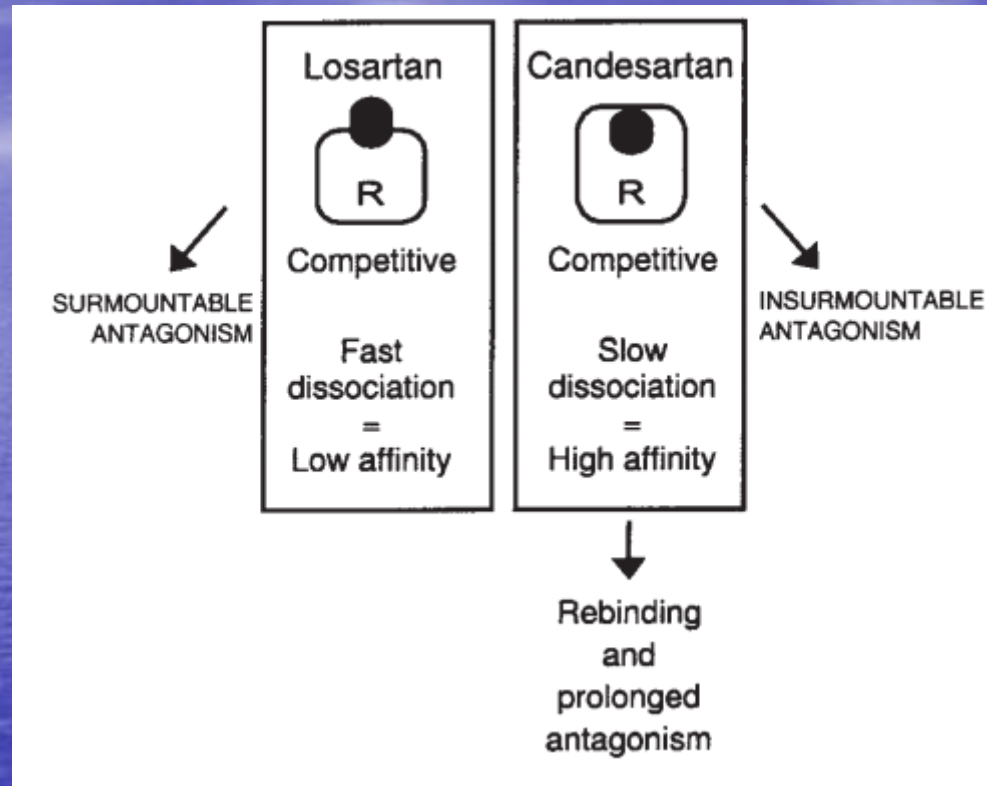 Losartan
R
Competitive
Fast
dissociation
=
Low affinity
SURMOUNTABLE
ANTAGONISM
Candesartan
R
Competitive
Slow
dissociation
=
High affinity
INSURMOUNTABLE
ANTAGONISM
Rebinding
and
prolonged
antagonism